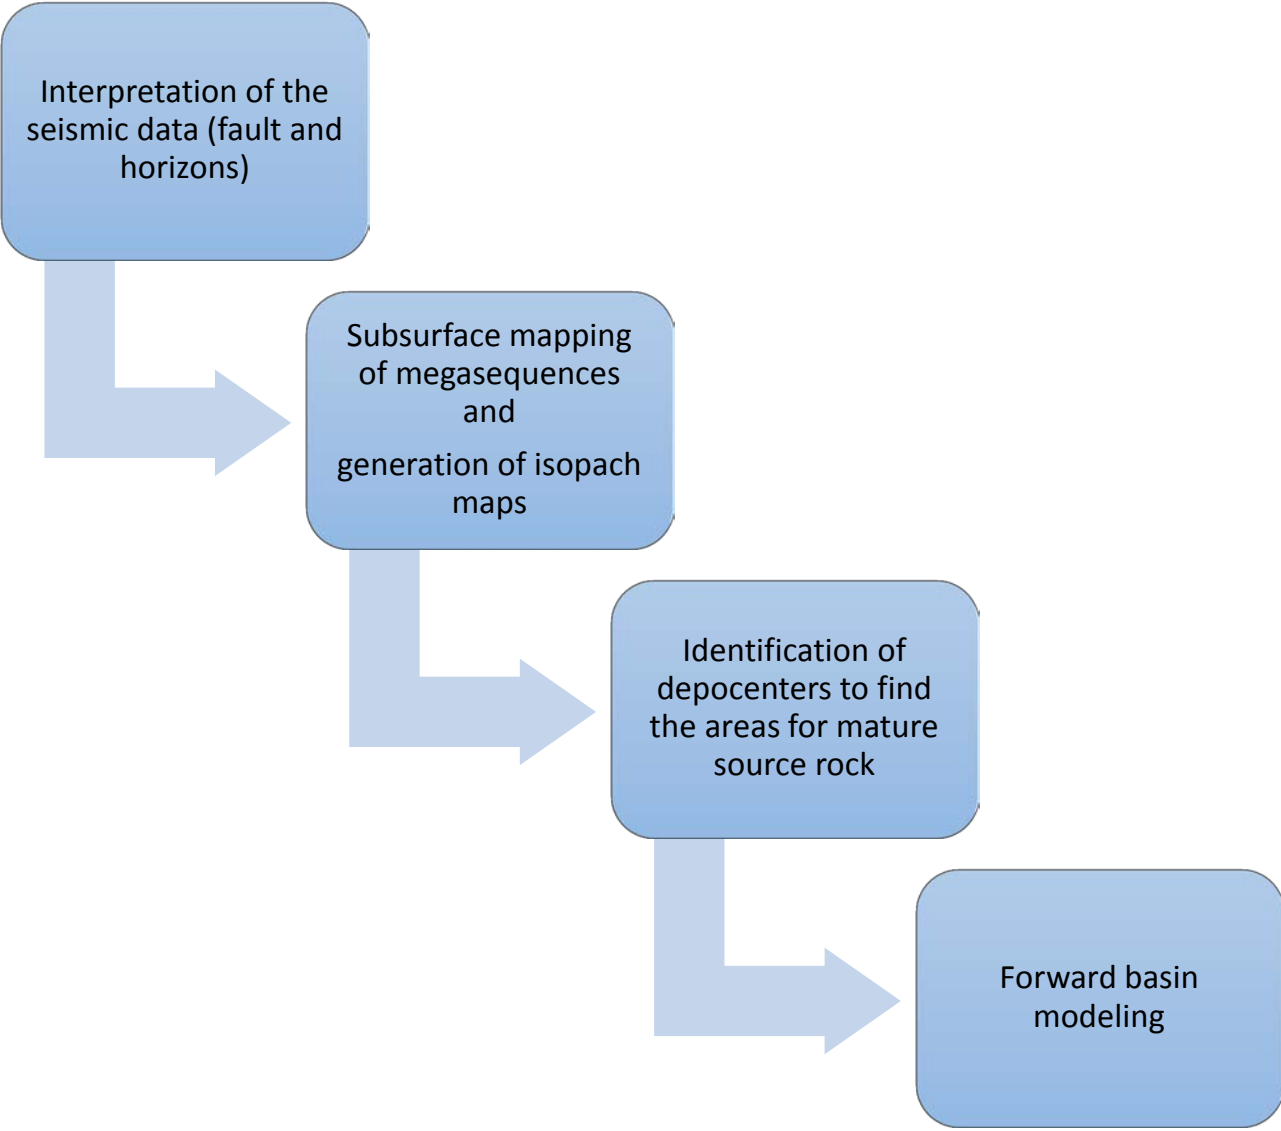 Interpretation of the
seismic data (fault and
horizons)
Subsurface mapping
of megasequences
and
generation of isopach
maps
Identification of
depocenters to find
the areas for mature
source rock
Forward basin
modeling